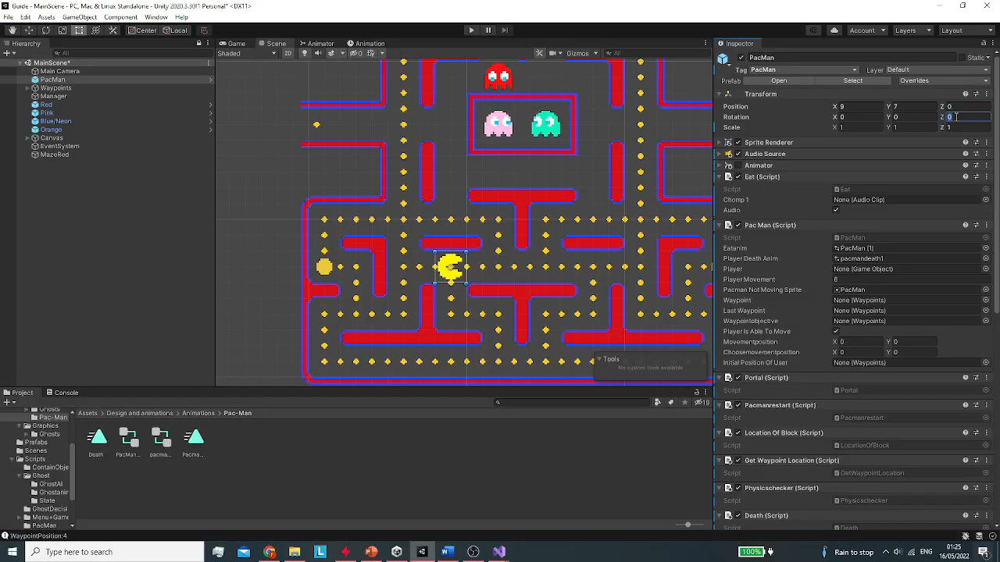 Guide - MainScene - PC, Mac & Linux Standalone - 2020.3.30f1 Personal* <DX11>
File Edit Assets GameObject Component Window Help
Center Local
Account Layers Layout
Hierarchy
All
MainScene*
Main Camera
PacMan
Waypoints
Manager
Red
Pink
Blue/Neon
Orange
Canvas
EventSystem
MazeRed
Game Scene Animator Animation
Shaded 2D 0 Gizmos All
Tools
No custom tools available
Inspector
PacMan Static
Tag PacMan Layer Default
Prefab Open Select Overrides
Transform
Position X 9 Y 7 Z 0
Rotation X 0 Y 0 Z 0
Scale X 1 Y 1 Z 1
Sprite Renderer
Audio Source
Animator
Eat (Script)
Script Eat
Chomp 1 None (Audio Clip)
Audio
Pac Man (Script)
Script PacMan
Eatanim PacMan (1)
Player Death Anim pacmandeath1
Player None (Game Object)
Player Movement 6
Pacman Not Moving Sprite PacMan
Waypoint None (Waypoints)
Last Waypoint None (Waypoints)
Waypointobjective None (Waypoints)
Player Is Able To Move
Movementposition X 0 Y 0
Choosemovementposition X 0 Y 0
Initial Position Of User None (Waypoints)
Portal (Script)
Script Portal
Pacmanrestart (Script)
Script Pacmanrestart
Location Of Block (Script)
Script LocationOfBlock
Get Waypoint Location (Script)
Script GetWaypointLocation
Physicschecker (Script)
Script Physicschecker
Death (Script)
Script Death
Project Console
19
Assets > Design and animations > Animations > Pac-Man
Ghosts
Pac-Man
Graphics
Ghosts
Prefabs
Scenes
Scripts
ContainObje
Ghost
GhostAI
Ghostanir
State
GhostDecisi
Menu+Game
PacMan
Death PacMan... pacma... Pacma...
WaypointPosition:4
Type here to search
100% Rain to stop 01:25
16/05/2022